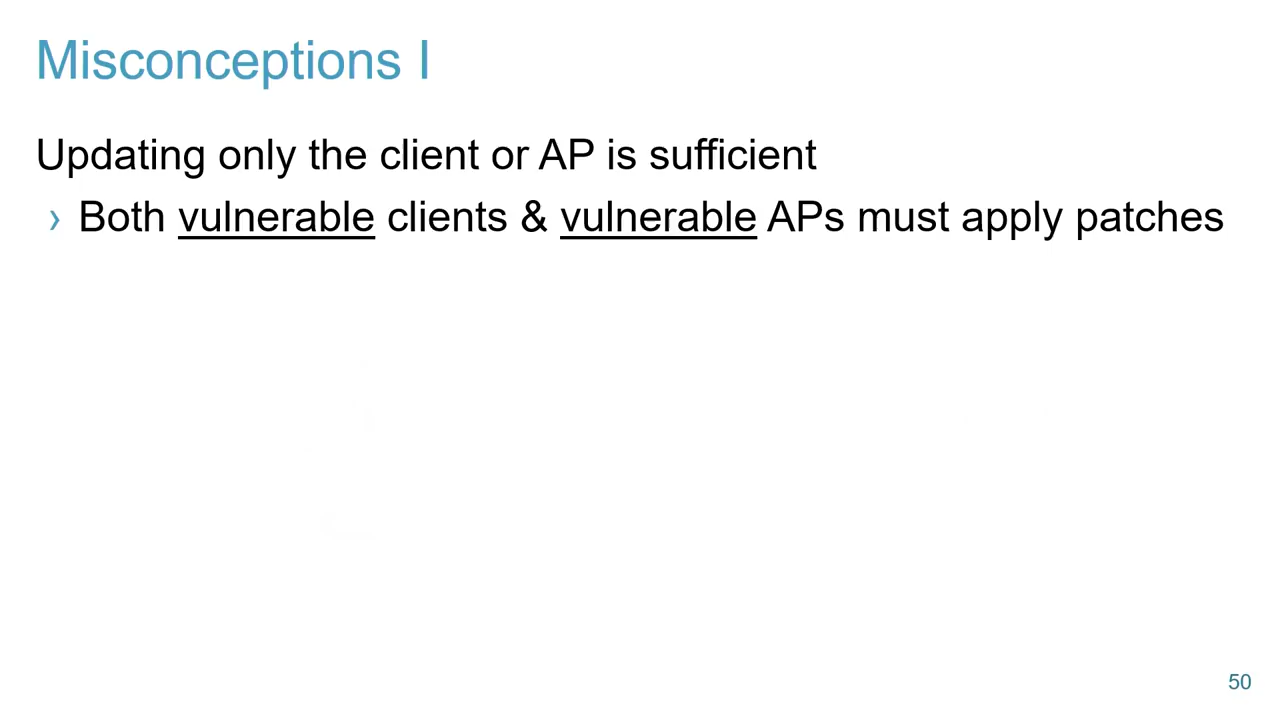 Misconceptions I
Updating only the client or AP is sufficient
› Both vulnerable clients & vulnerable APs must apply patches
50